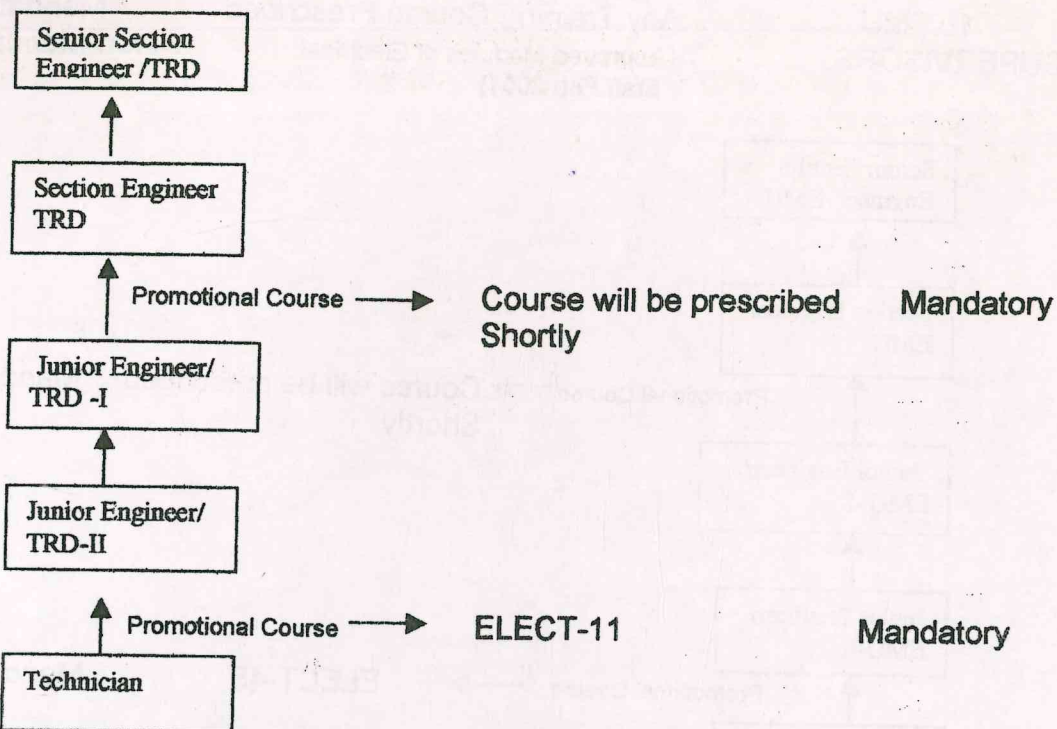 Senior Section
Engineer /TRD
Section Engineer
TRD
Promotional Course
Course will be prescribed Mandatory
Shortly
Junior Engineer/
TRD -I
Junior Engineer/
TRD-II
Promotional Course
ELECT-11
Mandatory
Technician